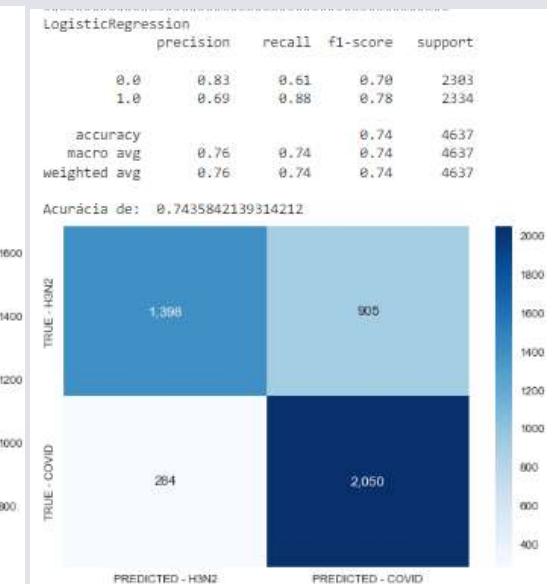 LogisticRegression
precision recall f1-score support
0.0 0.83 0.61 0.70 2303
1.0 0.69 0.88 0.78 2334
accuracy 0.74 4637
macro avg 0.76 0.74 0.74 4637
weighted avg 0.76 0.74 0.74 4637
Acurácia de: 0.7435842139314212
1600
1400
1200
1000
800
TRUE - H3N2
1,398
905
TRUE - COVID
284
2,050
PREDICTED - H3N2
PREDICTED - COVID
2000
1800
1600
1400
1200
1000
800
600
400